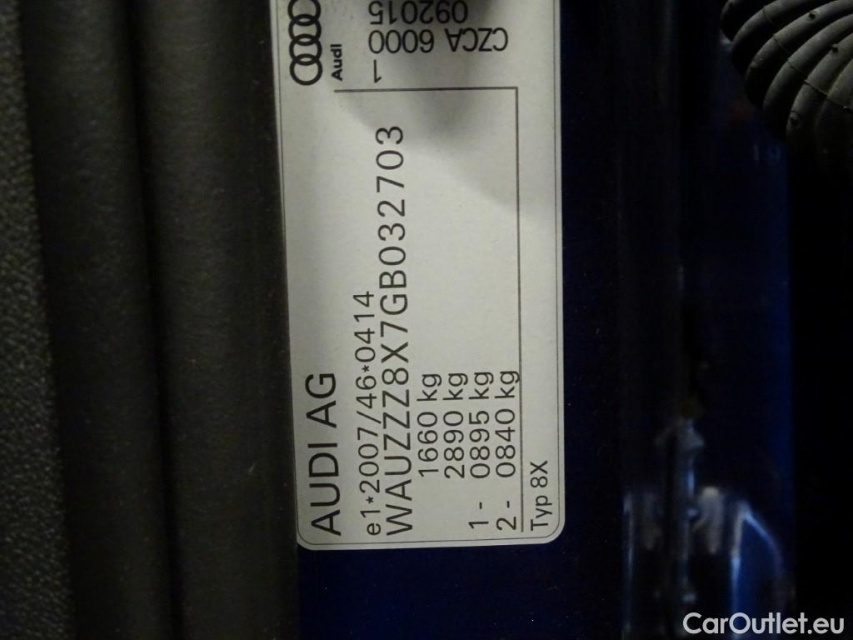 AUDI AG
e1*2007/46*0414
WAUZZZ8X7GB032703
1660 kg
2890 kg
1 - 0895 kg
2 - 0840 kg
Typ 8X
Audi
1
CZCA 6000
092015
CarOutlet.eu